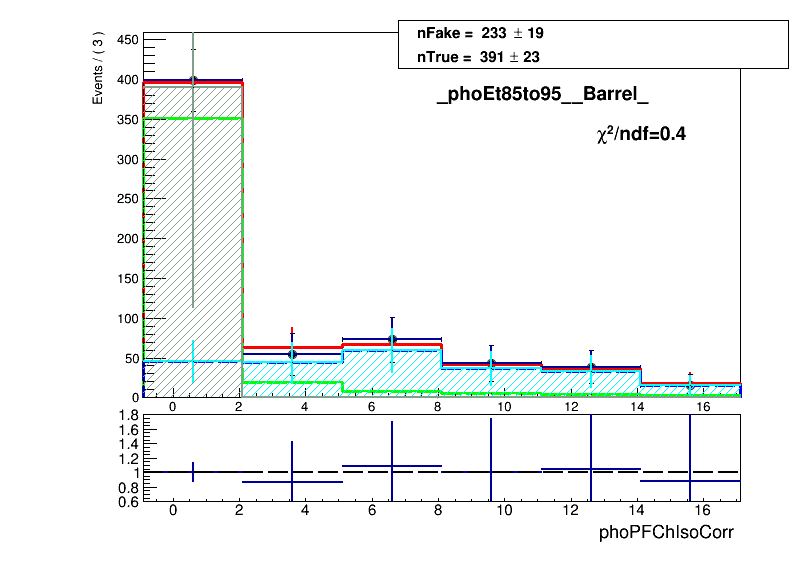 nFake = 233 ± 19
nTrue = 391 ± 23
_phoEt85to95__Barrel_
χ²/ndf=0.4
Events / ( 3 )
450
400
350
300
250
200
150
100
50
0
0 2 4 6 8 10 12 14 16
1.8
1.6
1.4
1.2
1
0.8
0.6
0 2 4 6 8 10 12 14 16
phoPFChIsoCorr